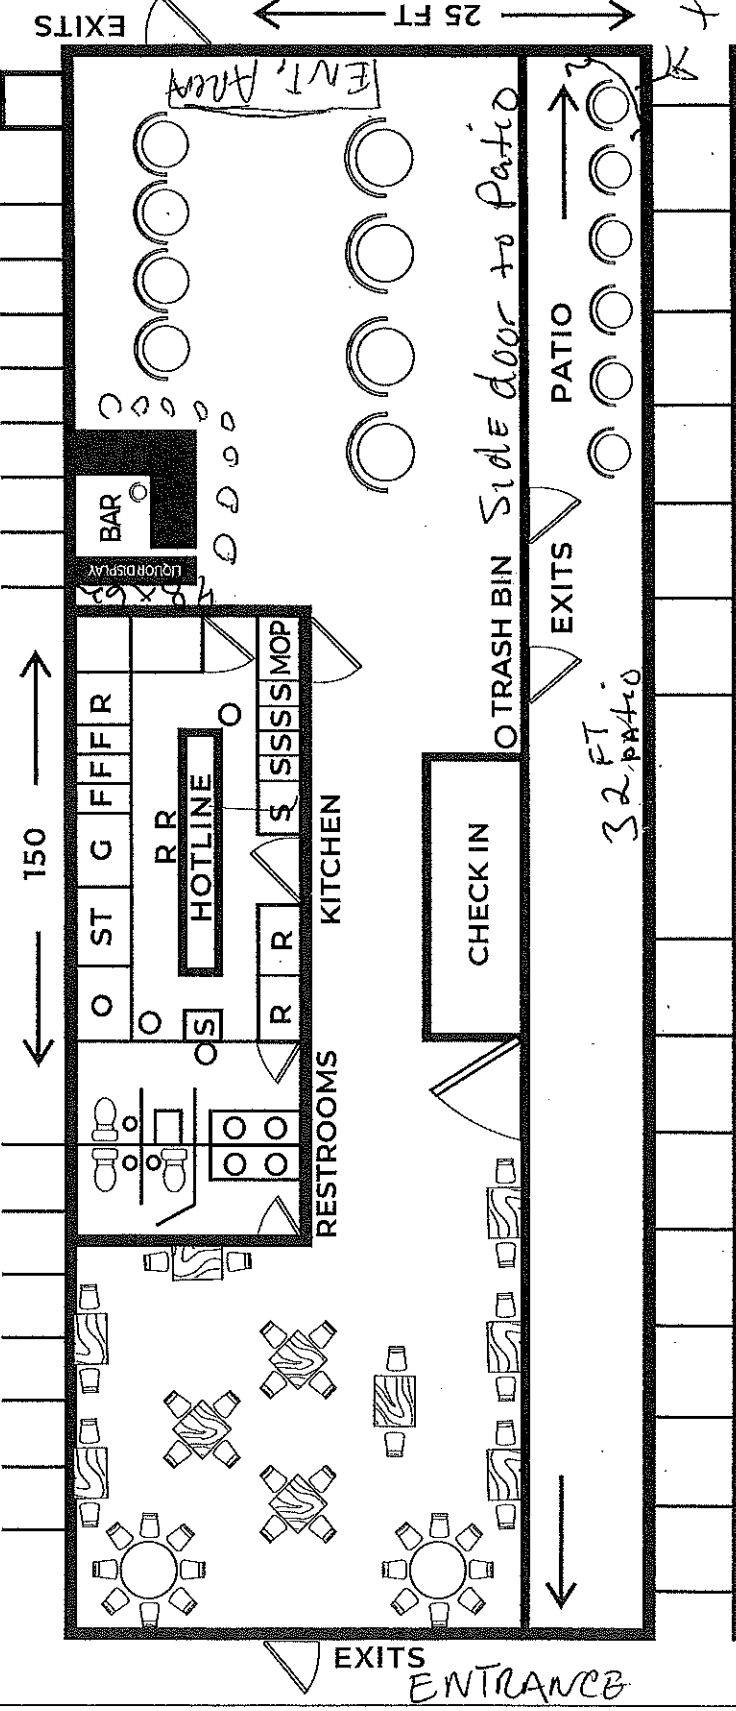 EXITS
25 FT
Ent. Area
Side door to Patio
PATIO
BAR
LIQUOR DISPLAY
EXITS
TRASH BIN
MOP
S
S
S
S
S
R
F
F
F
G
ST
O
R R
HOTLINE
KITCHEN
R
R
S
150
CHECK IN
32 FT
patio
RESTROOMS
EXITS
ENTRANCE